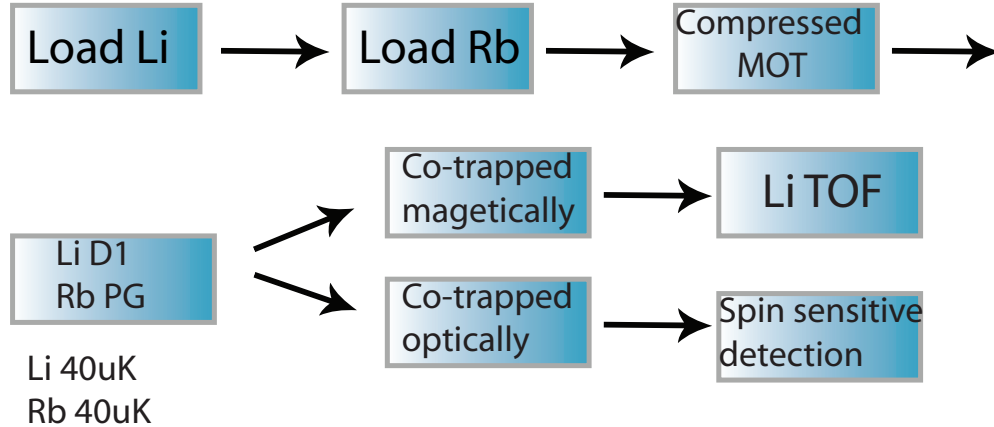 Load Li
Load Rb
Compressed
MOT
Li D1
Rb PG
Co-trapped
magetically
Li TOF
Co-trapped
optically
Spin sensitive
detection
Li 40uK
Rb 40uK